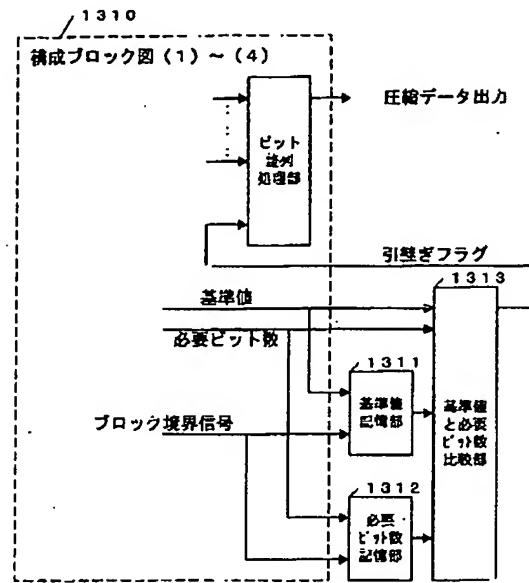 1310
構成ブロック図(1)~(4)
圧縮データ出力
ビット
整列
処理部
引継ぎフラグ
1313
基準値
必要ビット数
1311
基準値
記憶部
基準値
と必要
ビット数
比較部
ブロック境界信号
1312
必要
ビット数
記憶部